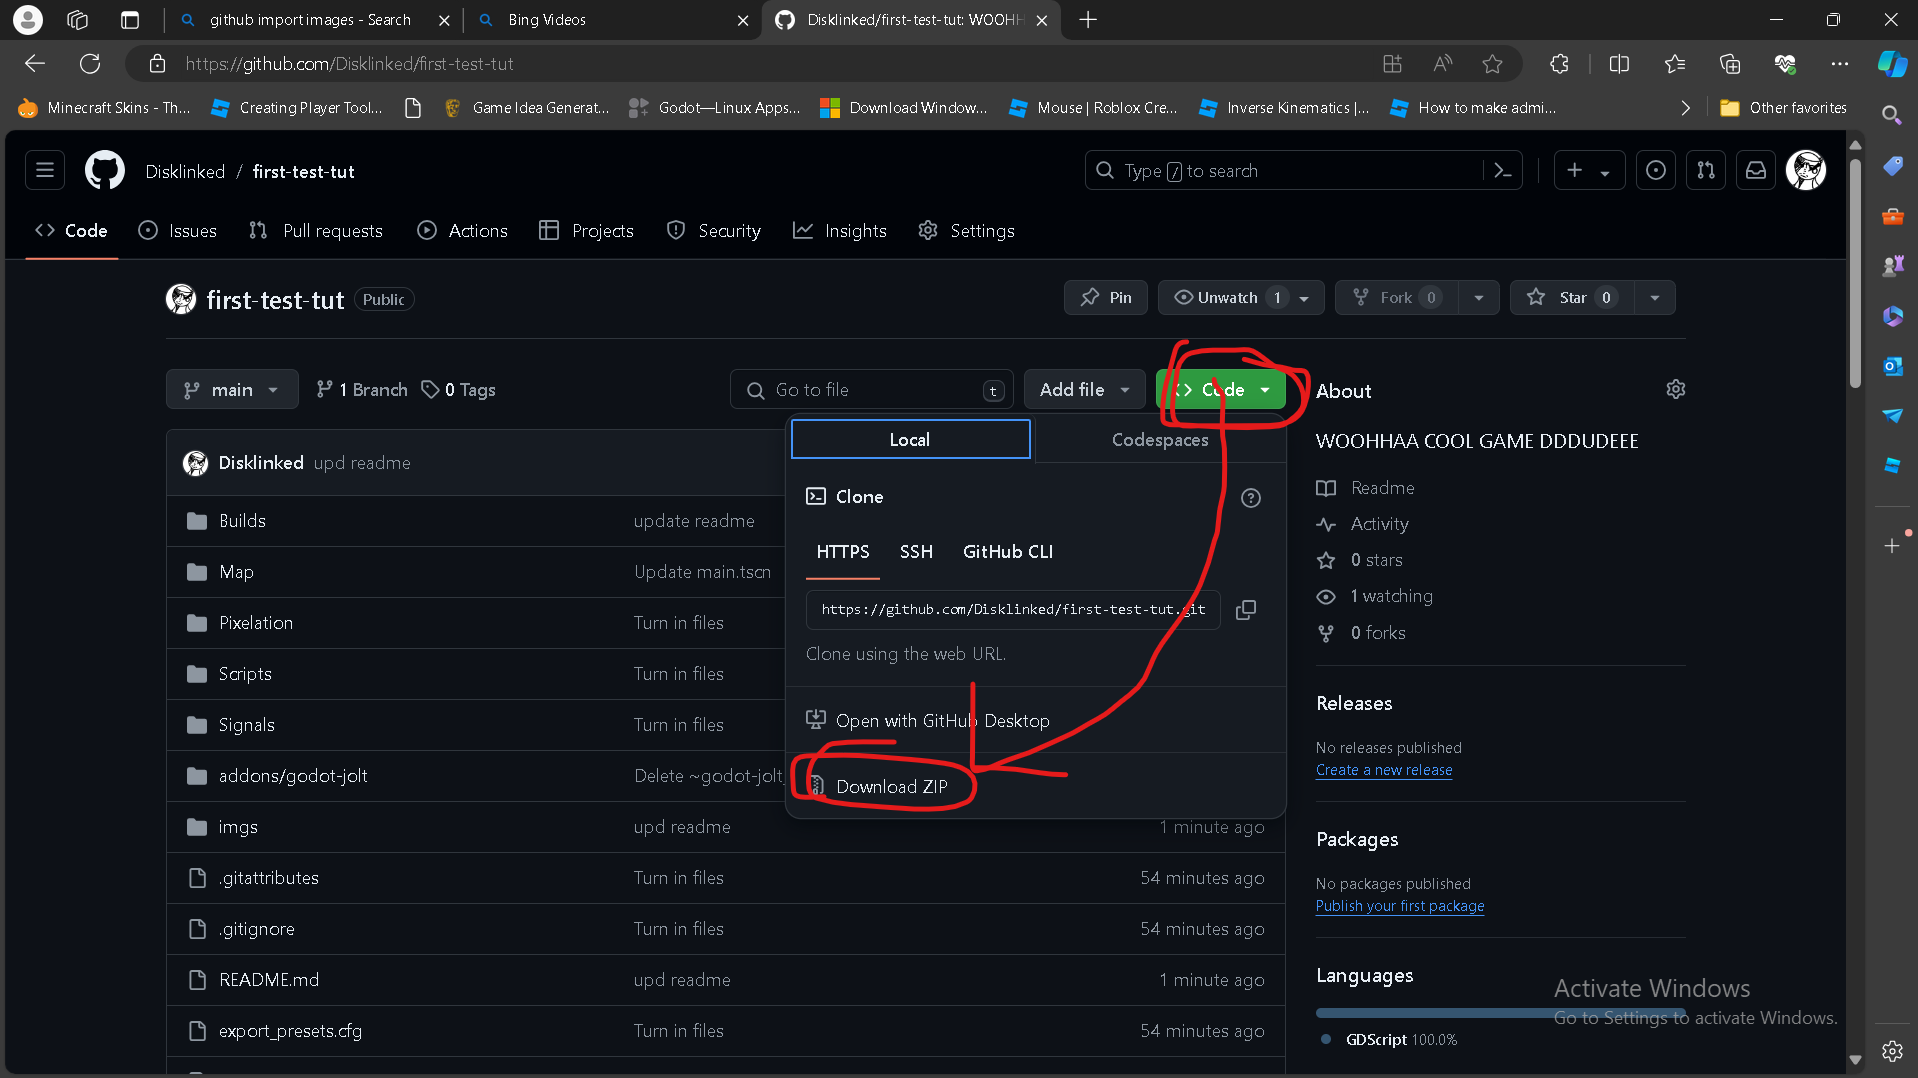 github import images - Search
Bing Videos
Disklinked/first-test-tut: WOOHH
https://github.com/Disklinked/first-test-tut
Minecraft Skins - Th...
Creating Player Tool...
Game Idea Generat...
Godot—Linux Apps...
Download Window...
Mouse | Roblox Cre...
Inverse Kinematics |...
How to make admi...
Other favorites
Disklinked / first-test-tut
Type / to search
Code
Issues
Pull requests
Actions
Projects
Security
Insights
Settings
first-test-tut Public
Pin
Unwatch 1
Fork 0
Star 0
main
1 Branch
0 Tags
Go to file t
Add file
Code
Local
Codespaces
Clone
HTTPS
SSH
GitHub CLI
https://github.com/Disklinked/first-test-tut.git
Clone using the web URL.
Open with GitHub Desktop
Download ZIP
Disklinked upd readme
Builds update readme
Map Update main.tscn
Pixelation Turn in files
Scripts Turn in files
Signals Turn in files
addons/godot-jolt Delete ~godot-jolt
imgs upd readme 1 minute ago
.gitattributes Turn in files 54 minutes ago
.gitignore Turn in files 54 minutes ago
README.md upd readme 1 minute ago
export_presets.cfg Turn in files 54 minutes ago
About
WOOHHAA COOL GAME DDDUDEEE
Readme
Activity
0 stars
1 watching
0 forks
Releases
No releases published
Create a new release
Packages
No packages published
Publish your first package
Languages
GDScript 100.0%
Activate Windows
Go to Settings to activate Windows.